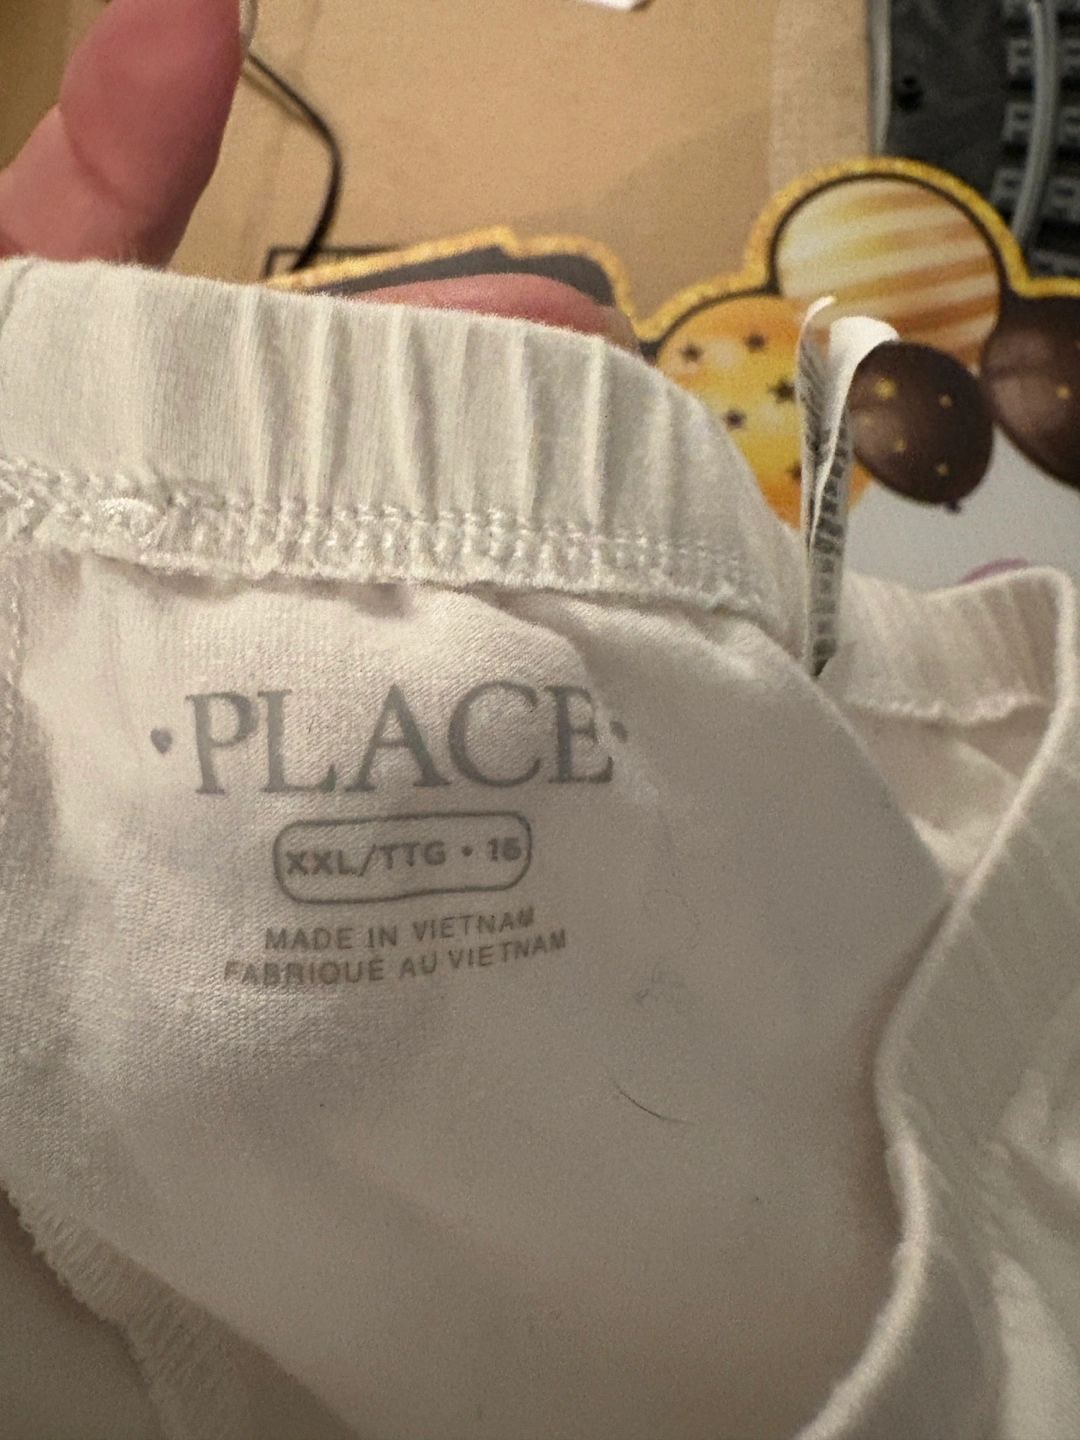 PLACE
XXL/TTG • 16
MADE IN VIETNAM
FABRIQUÉ AU VIETNAM